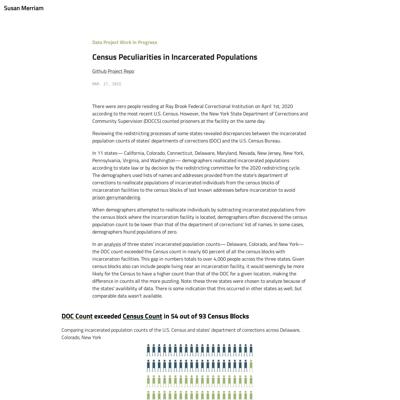 Susan Merriam
Data Project Work in Progress
Census Peculiarities in Incarcerated Populations
Github Project Repo
MAR. 27, 2023
There were zero people residing at Ray Brook Federal Correctional Institution on April 1st, 2020
according to the most recent U.S. Census. However, the New York State Department of Corrections and
Community Supervision (DOCCS) counted prisoners at the facility on the same day.
Reviewing the redistricting processes of some states revealed discrepancies between the incarcerated
population counts of states' departments of corrections (DOC) and the U.S. Census Bureau.
In 11 states— California, Colorado, Connecticut, Delaware, Maryland, Nevada, New Jersey, New York,
Pennsylvania, Virginia, and Washington— demographers reallocated incarcerated populations
according to state law or by decision by the redistricting committee for the 2020 redistricting cycle.
The demographers used lists of names and addresses provided from the state's department of
corrections to reallocate populations of incarcerated individuals from the census blocks of
incarceration facilities to the census blocks of last known addresses before incarceration to avoid
prison gerrymandering.
When demographers attempted to reallocate individuals by subtracting incarcerated populations from
the census block where the incarceration facility is located, demographers often discovered the census
population count to be lower than that of the department of corrections' list of names. In some cases,
demographers found populations of zero.
In an analysis of three states' incarcerated population counts— Delaware, Colorado, and New York—
the DOC count exceeded the Census count in nearly 60 percent of all the census blocks with
incarceration facilities. This gap in numbers totals to over 4,000 people across the three states. Given
census blocks also can include people living near an incarceration facility, it would seemingly be more
likely for the Census to have a higher count than that of the DOC for a given location, making the
difference in counts all the more puzzling. Note these three states were chosen to analyze because of
the states' availibility of data. There is some indication that this occurred in other states as well, but
comparable data wasn't available.
DOC Count exceeded Census Count in 54 out of 93 Census Blocks
Comparing incarcerated population counts of the U.S. Census and states' department of corrections across Delaware,
Colorado, New York